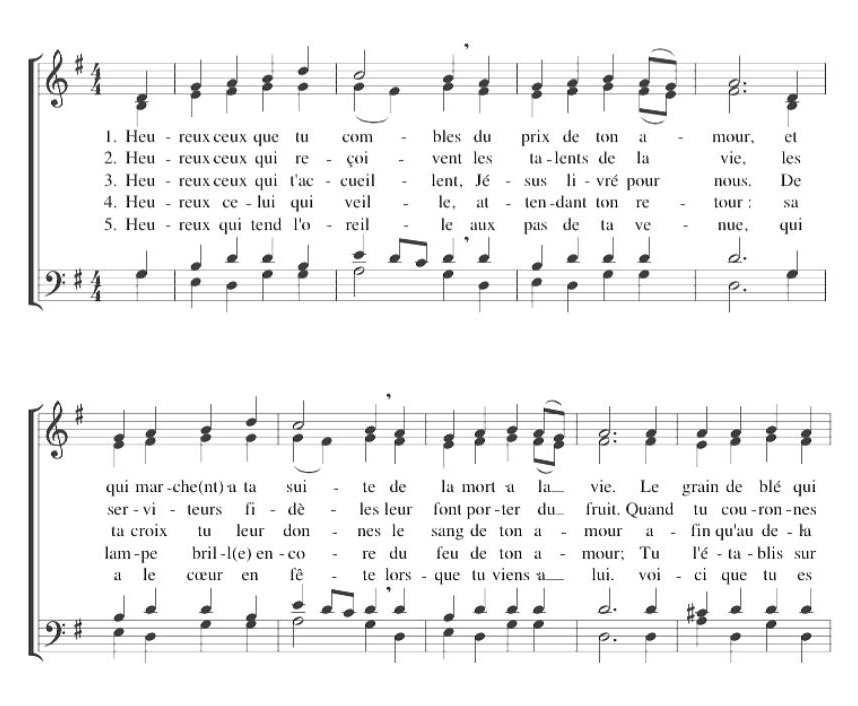 1. Heu - reux ceux que tu com - bles du prix de ton a - mour, et
2. Heu - reux ceux qui re - çoi - vent les ta - lents de la vie, les
3. Heu - reux ceux qui t'ac - cueil - lent, Jé - sus li - vré pour nous. De
4. Heu - reux ce - lui qui veil - le, at - ten - dant ton re - tour : sa
5. Heu - reux qui tend l'o - reil - le aux pas de ta ve - nue, qui
qui mar - che(nt) a ta sui - te de la mort a la_ vie. Le grain de blé qui
ser - vi - teurs fi - dè - les leur font por - ter du_ fruit. Quand tu cou - ron - nes
ta croix tu leur don - nes le sang de ton a - mour a - fin qu'au de - la
lam - pe bril - l(e) en - co - re du feu de ton a - mour; Tu l'é - ta - blis sur
a le cœur en fê - te lors - que tu viens a_ lui. voi - ci que tu es